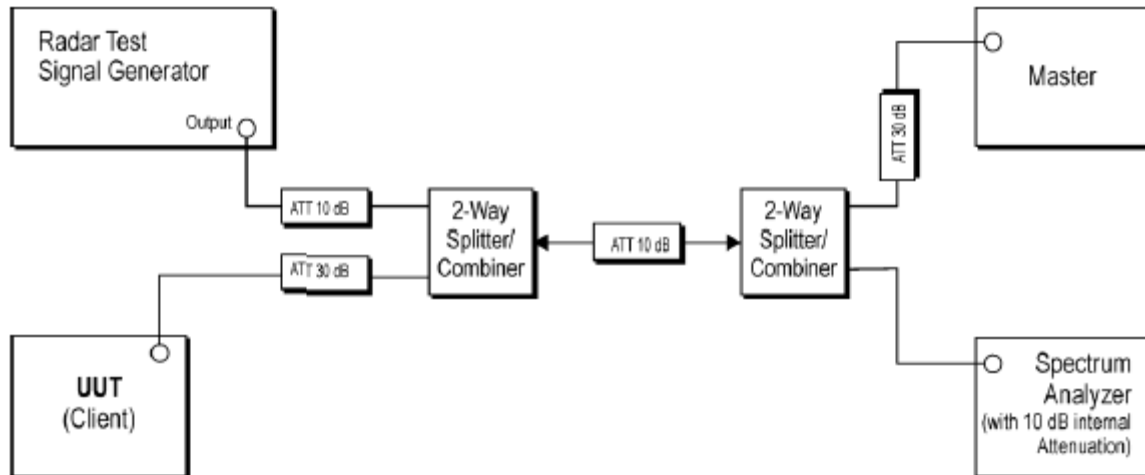 Radar Test
Signal Generator
Output
Master
ATT 30 dB
ATT 10 dB
2-Way
Splitter/
Combiner
ATT 10 dB
2-Way
Splitter/
Combiner
ATT 30 dB
UUT
(Client)
Spectrum
Analyzer
(with 10 dB internal
Attenuation)